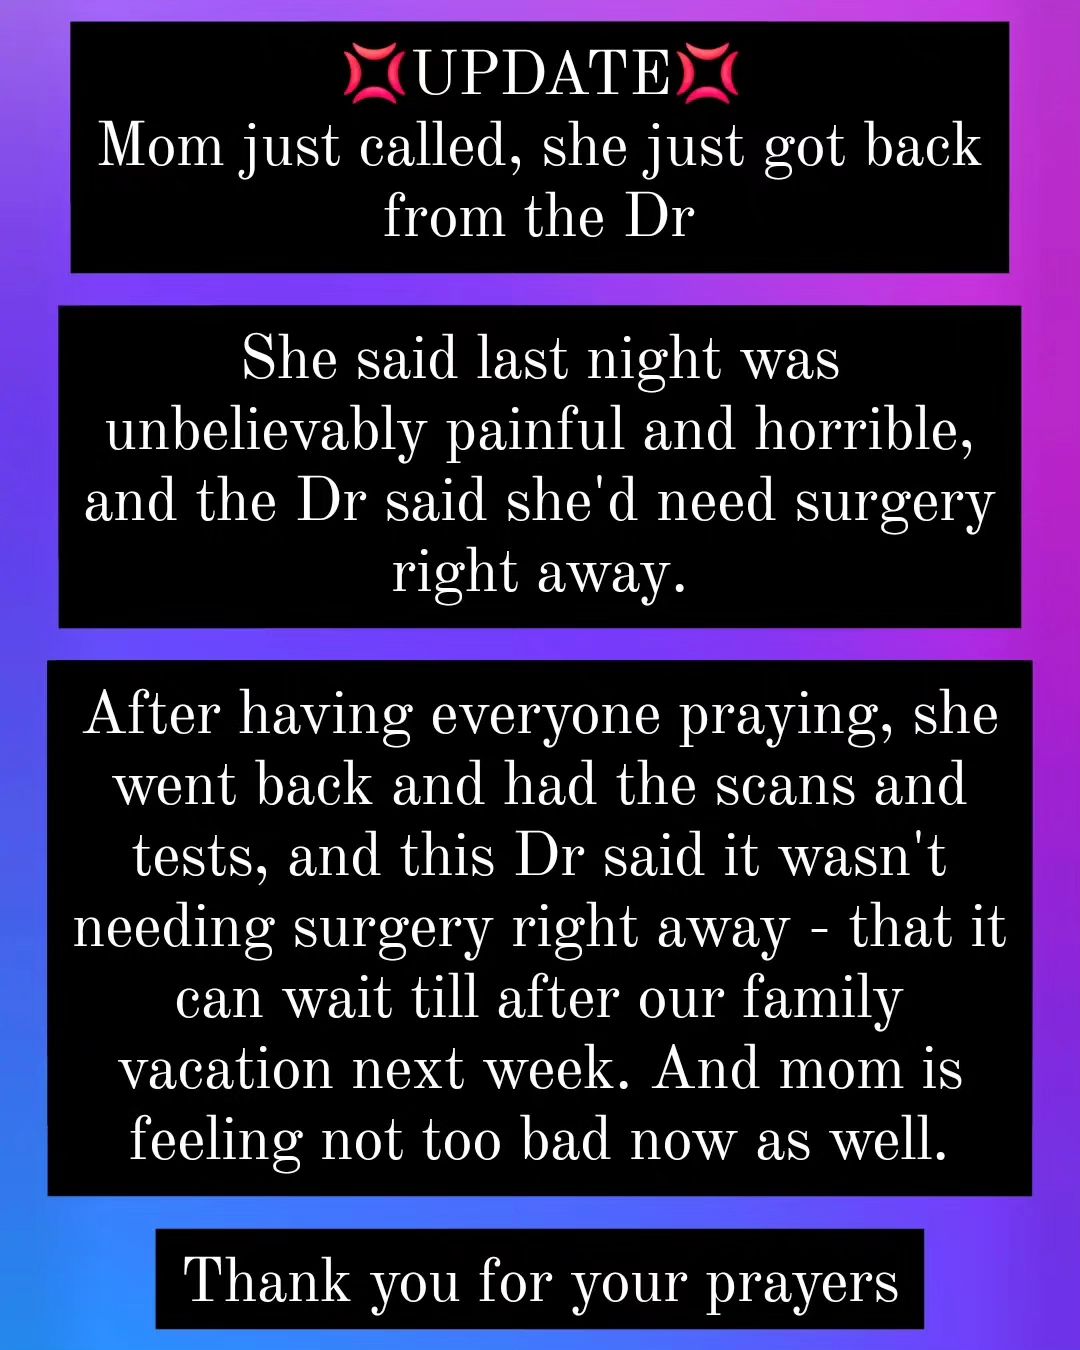 💢UPDATE💢
Mom just called, she just got back
from the Dr
She said last night was
unbelievably painful and horrible,
and the Dr said she'd need surgery
right away.
After having everyone praying, she
went back and had the scans and
tests, and this Dr said it wasn't
needing surgery right away - that it
can wait till after our family
vacation next week. And mom is
feeling not too bad now as well.
Thank you for your prayers